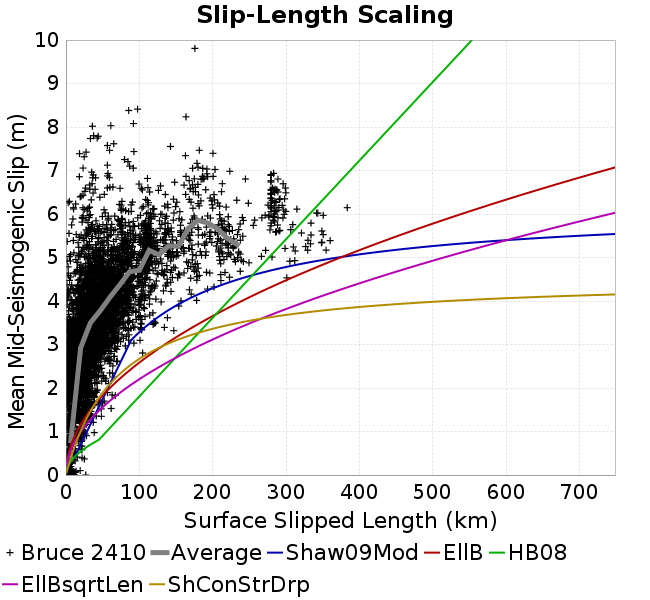 Slip-Length Scaling
Mean Mid-Seismogenic Slip (m)
10
9
8
7
6
5
4
3
2
1
0
0 100 200 300 400 500 600 700
Surface Slipped Length (km)
Bruce 2410 Average Shaw09Mod EllB HB08
EllBsqrtLen ShConStrDrp